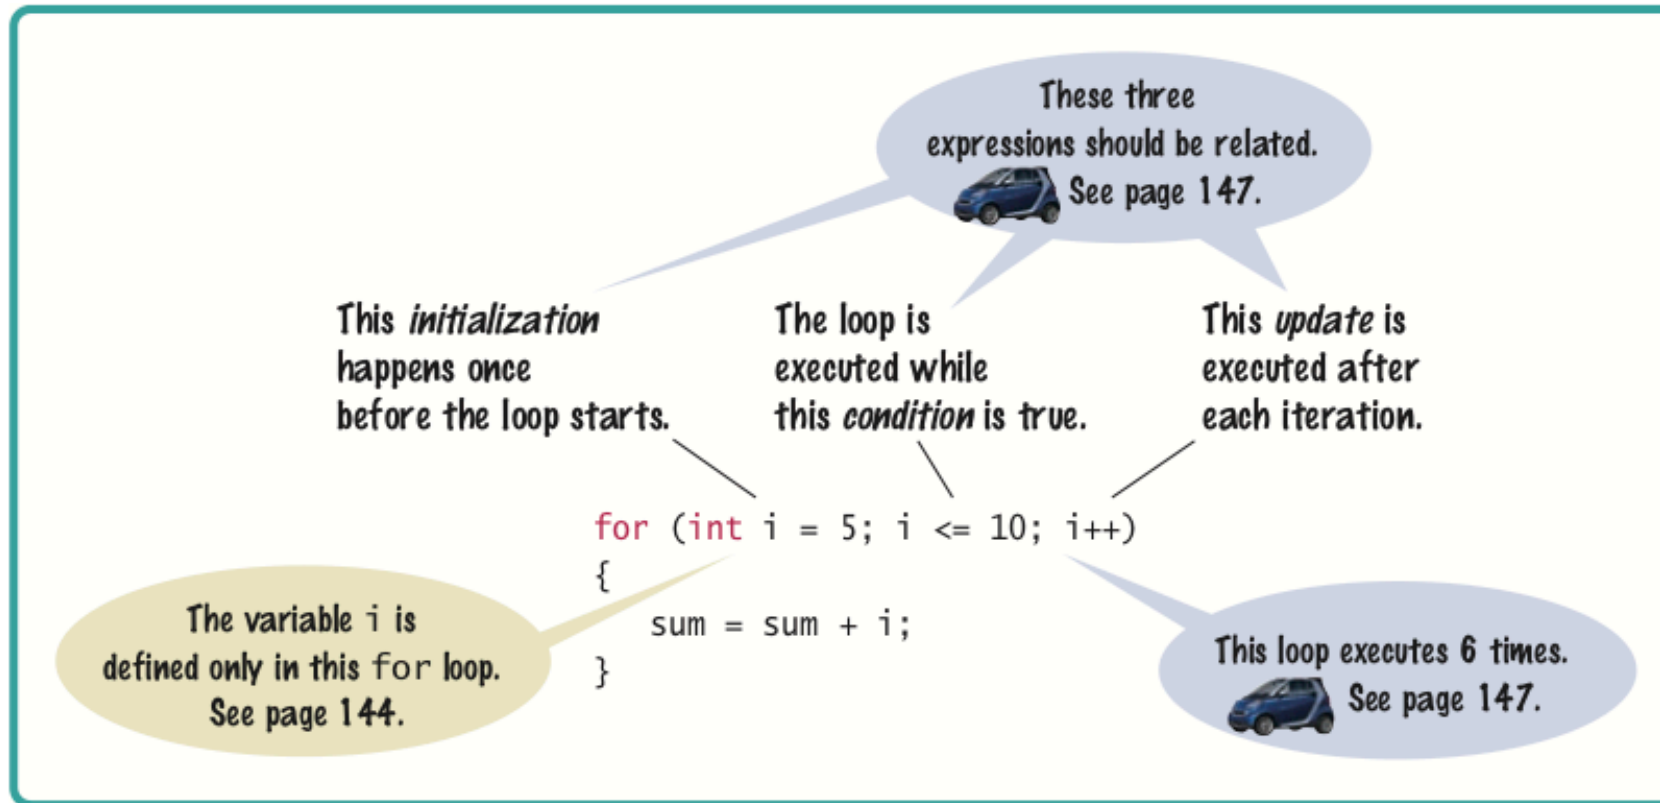 These three
expressions should be related.
See page 147.
This initialization
happens once
before the loop starts.
The loop is
executed while
this condition is true.
This update is
executed after
each iteration.
for (int i = 5; i <= 10; i++)
{
sum = sum + i;
}
The variable i is
defined only in this for loop.
See page 144.
This loop executes 6 times.
See page 147.